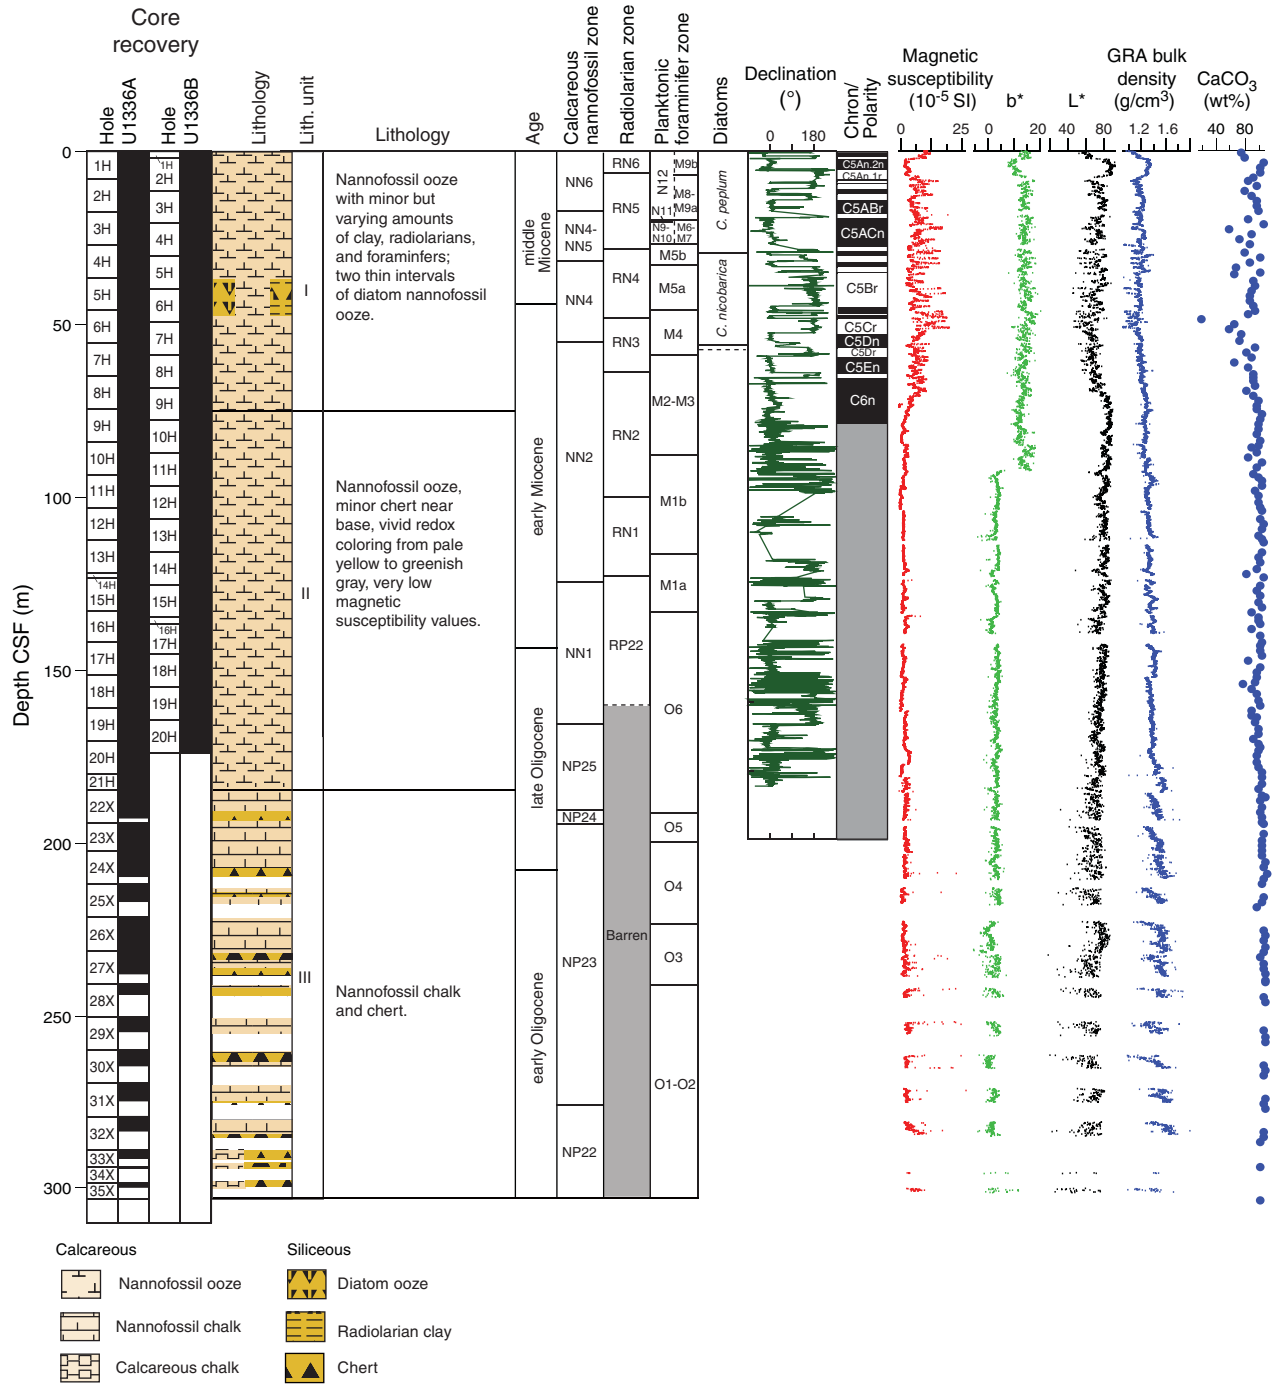 Core
recovery
Hole
U1336A
Hole
U1336B
Lithology
Lith. unit
Lithology
Age
Calcareous
nannofossil zone
Radiolarian zone
Planktonic
foraminifer zone
Diatoms
Declination
(°)
0 180
Chron/
Polarity
Magnetic
susceptibility
(10-5 SI)
0 25
b*
0 20
L*
40 80
GRA bulk
density
(g/cm3)
1.2 1.6
CaCO3
(wt%)
40 80
Depth CSF (m)
0
50
100
150
200
250
300
1H
2H
3H
4H
5H
6H
7H
8H
9H
10H
11H
12H
13H
14H
15H
16H
17H
18H
19H
20H
21H
22X
23X
24X
25X
26X
27X
28X
29X
30X
31X
32X
33X
34X
35X
1H
2H
3H
4H
5H
6H
7H
8H
9H
10H
11H
12H
13H
14H
15H
16H
17H
18H
19H
20H
I
II
III
Nannofossil ooze
with minor but
varying amounts
of clay, radiolarians,
and foraminfers;
two thin intervals
of diatom nannofossil
ooze.
Nannofossil ooze,
minor chert near
base, vivid redox
coloring from pale
yellow to greenish
gray, very low
magnetic
susceptibility values.
Nannofossil chalk
and chert.
middle
Miocene
early Miocene
late Oligocene
early Oligocene
NN6
NN4-
NN5
NN4
NN2
NN1
NP25
NP24
NP23
NP22
RN6
RN5
RN4
RN3
RN2
RN1
RP22
Barren
N12
N11
N9-
N10
M9b
M8-
M9a
M6-
M7
M5b
M5a
M4
M2-M3
M1b
M1a
O6
O5
O4
O3
O1-O2
C. peplum
C. nicobarica
C5An.2n
C5An.1r
C5ABr
C5ACn
C5Br
C5Cr
C5Dn
C5Dr
C5En
C6n
Calcareous
Nannofossil ooze
Nannofossil chalk
Calcareous chalk
Siliceous
Diatom ooze
Radiolarian clay
Chert